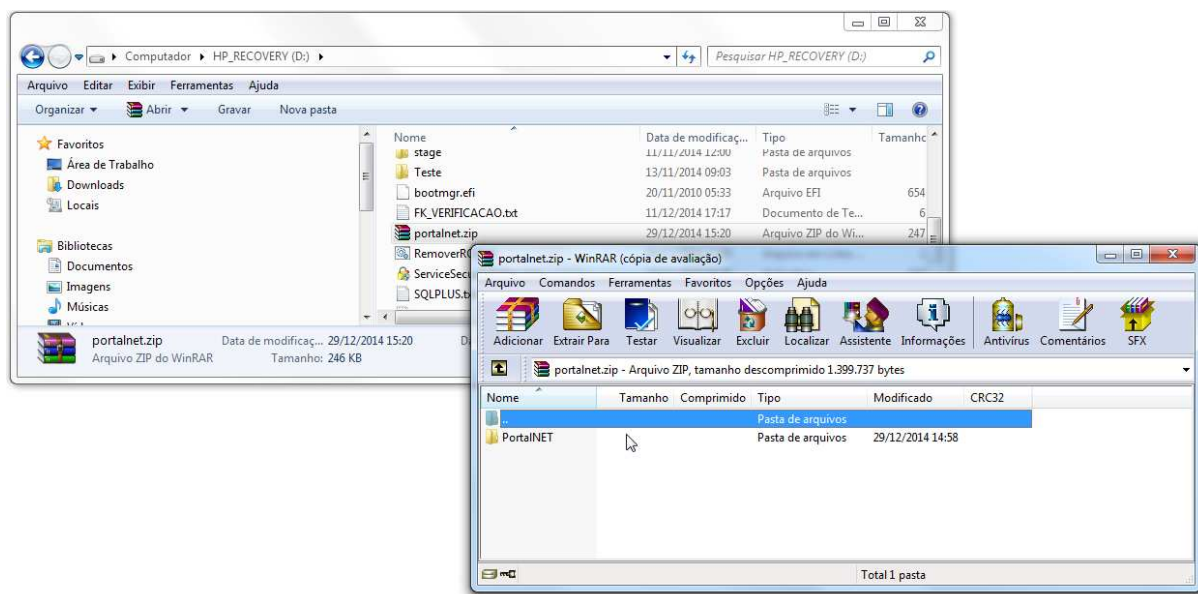 Computador ▸ HP_RECOVERY (D:) ▸
Pesquisar HP_RECOVERY (D:)
Arquivo Editar Exibir Ferramentas Ajuda
Organizar Abrir Gravar Nova pasta
Favoritos
Área de Trabalho
Downloads
Locais
Bibliotecas
Documentos
Imagens
Músicas
Nome Data de modificaç... Tipo Tamanho
stage 11/11/2014 12:00 Pasta de arquivos
Teste 13/11/2014 09:03 Pasta de arquivos
bootmgr.efi 20/11/2010 05:33 Arquivo EFI 654
FK_VERIFICACAO.txt 11/12/2014 17:17 Documento de Te... 6
portalnet.zip 29/12/2014 15:20 Arquivo ZIP do Wi... 247
RemoverR
ServiceSec
SQLPLUS.t
portalnet.zip Data de modificaç... 29/12/2014 15:20
Arquivo ZIP do WinRAR Tamanho: 246 KB
portalnet.zip - WinRAR (cópia de avaliação)
Arquivo Comandos Ferramentas Favoritos Opções Ajuda
Adicionar Extrair Para Testar Visualizar Excluir Localizar Assistente Informações Antivírus Comentários SFX
portalnet.zip - Arquivo ZIP, tamanho descomprimido 1.399.737 bytes
Nome Tamanho Comprimido Tipo Modificado CRC32
.. Pasta de arquivos
PortalNET Pasta de arquivos 29/12/2014 14:58
Total 1 pasta